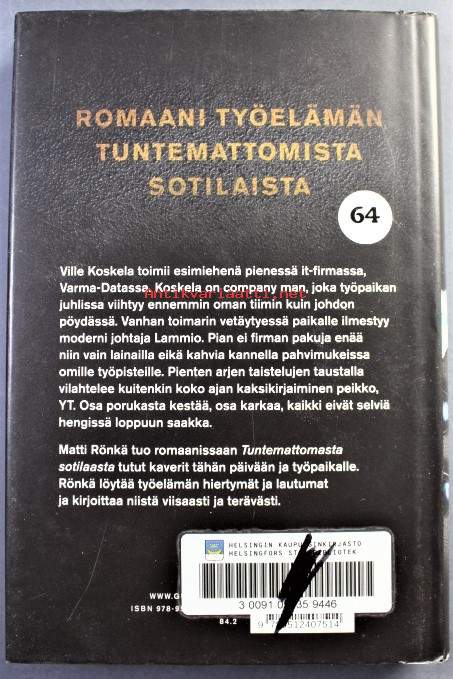 ROMAANI TYÖELÄMÄN
TUNTEMATTOMISTA
SOTILAISTA
64
Ville Koskela toimii esimiehenä pienessä it-firmassa,
Varma-Datassa. Koskela on company man, joka työpaikan
Antikvariaatti.net
juhlissa viihtyy ennemmin oman tiimin kuin johdon
pöydässä. Vanhan toimarin vetäytyessä paikalle ilmestyy
moderni johtaja Lammio. Pian ei firman pakuja enää
niin vain lainailla eikä kahvia kannella pahvimukeissa
omille työpisteille. Pienten arjen taistelujen taustalla
vilahtelee kuitenkin koko ajan kaksikirjaiminen peikko,
YT. Osa porukasta kestää, osa karkaa, kaikki eivät selviä
hengissä loppuun saakka.
Matti Rönkä tuo romaanissaan Tuntemattomasta
sotilaasta tutut kaverit tähän päivään ja työpaikalle.
Rönkä löytää työelämän hiertymät ja lautumat
ja kirjoittaa niistä viisaasti ja terävästi.
HELSINGIN
HELSINGFORS
3 0091 9446
ISBN
84.2